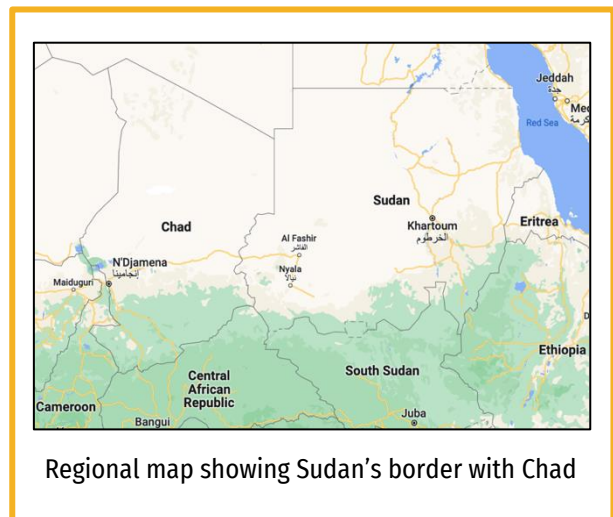 Jeddah
جدة
Red Sea
Sudan
Chad
Khartoum
الخرطوم
Eritrea
Al Fashir
الفاشر
N'Djamena
إنجامينا
Nyala
نيالا
Maiduguri
Ethiopia
South Sudan
Central
African
Republic
Cameroon
Juba
Bangui
Regional map showing Sudan's border with Chad